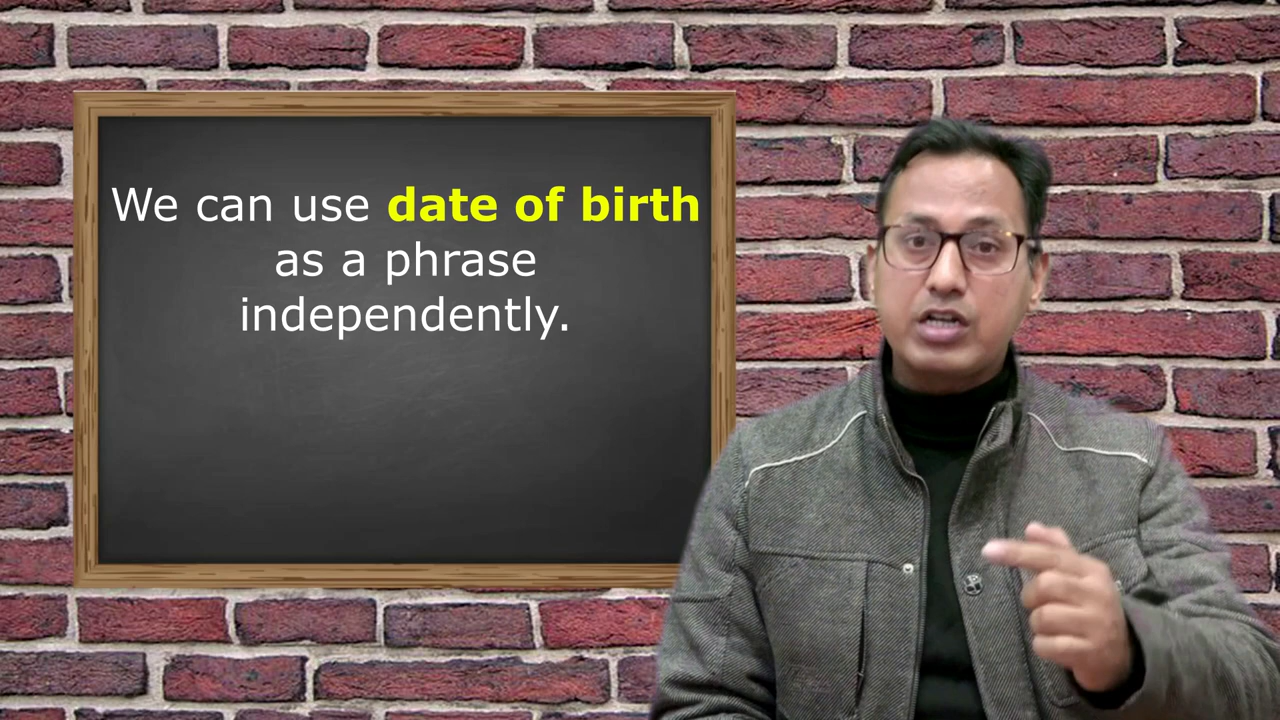 We can use date of birth
as a phrase
independently.